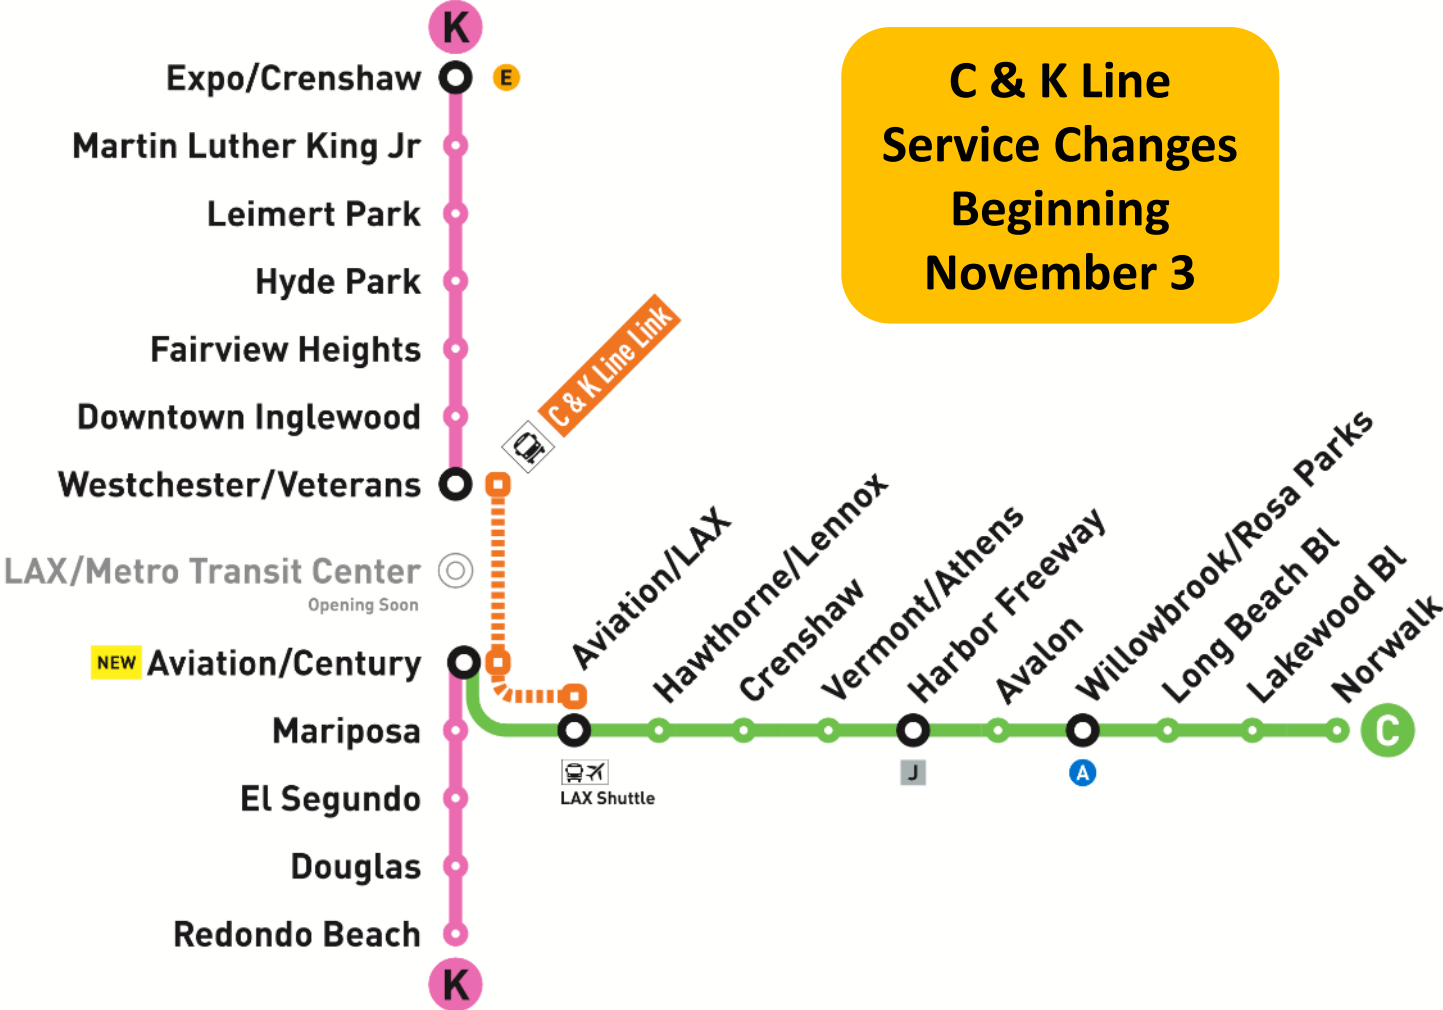 K
Expo/Crenshaw
E
Martin Luther King Jr
Leimert Park
Hyde Park
Fairview Heights
Downtown Inglewood
Westchester/Veterans
LAX/Metro Transit Center
Opening Soon
NEW
Aviation/Century
Mariposa
El Segundo
Douglas
Redondo Beach
K
C & K Line
Service Changes
Beginning
November 3
C & K Line Link
Aviation/LAX
Hawthorne/Lennox
Crenshaw
Vermont/Athens
Harbor Freeway
Avalon
Willowbrook/Rosa Parks
Long Beach Bl
Lakewood Bl
Norwalk
C
LAX Shuttle
J
A